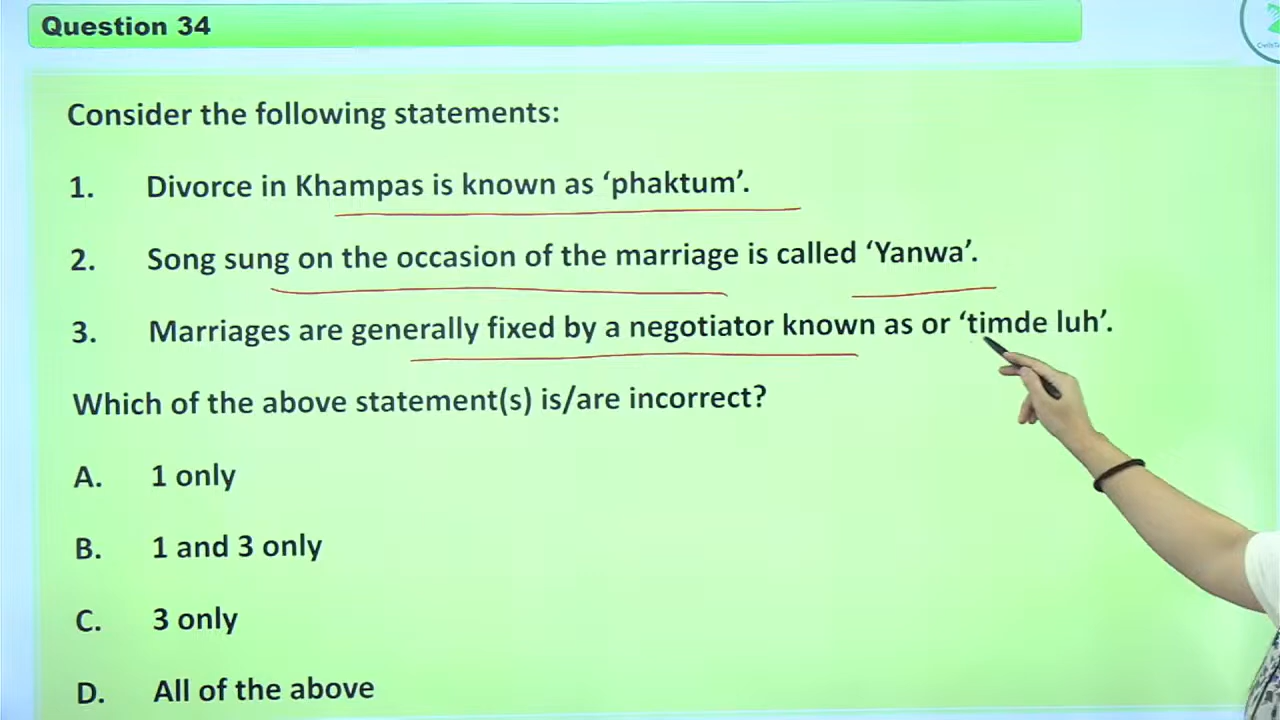 Question 34
Consider the following statements:
1. Divorce in Khampas is known as ‘phaktum’.
2. Song sung on the occasion of the marriage is called ‘Yanwa’.
3. Marriages are generally fixed by a negotiator known as or ‘timde luh’.
Which of the above statement(s) is/are incorrect?
A. 1 only
B. 1 and 3 only
C. 3 only
D. All of the above